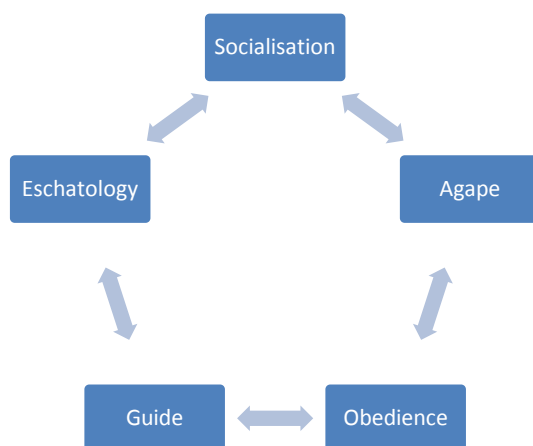 Socialisation
Eschatology
Agape
Guide
Obedience